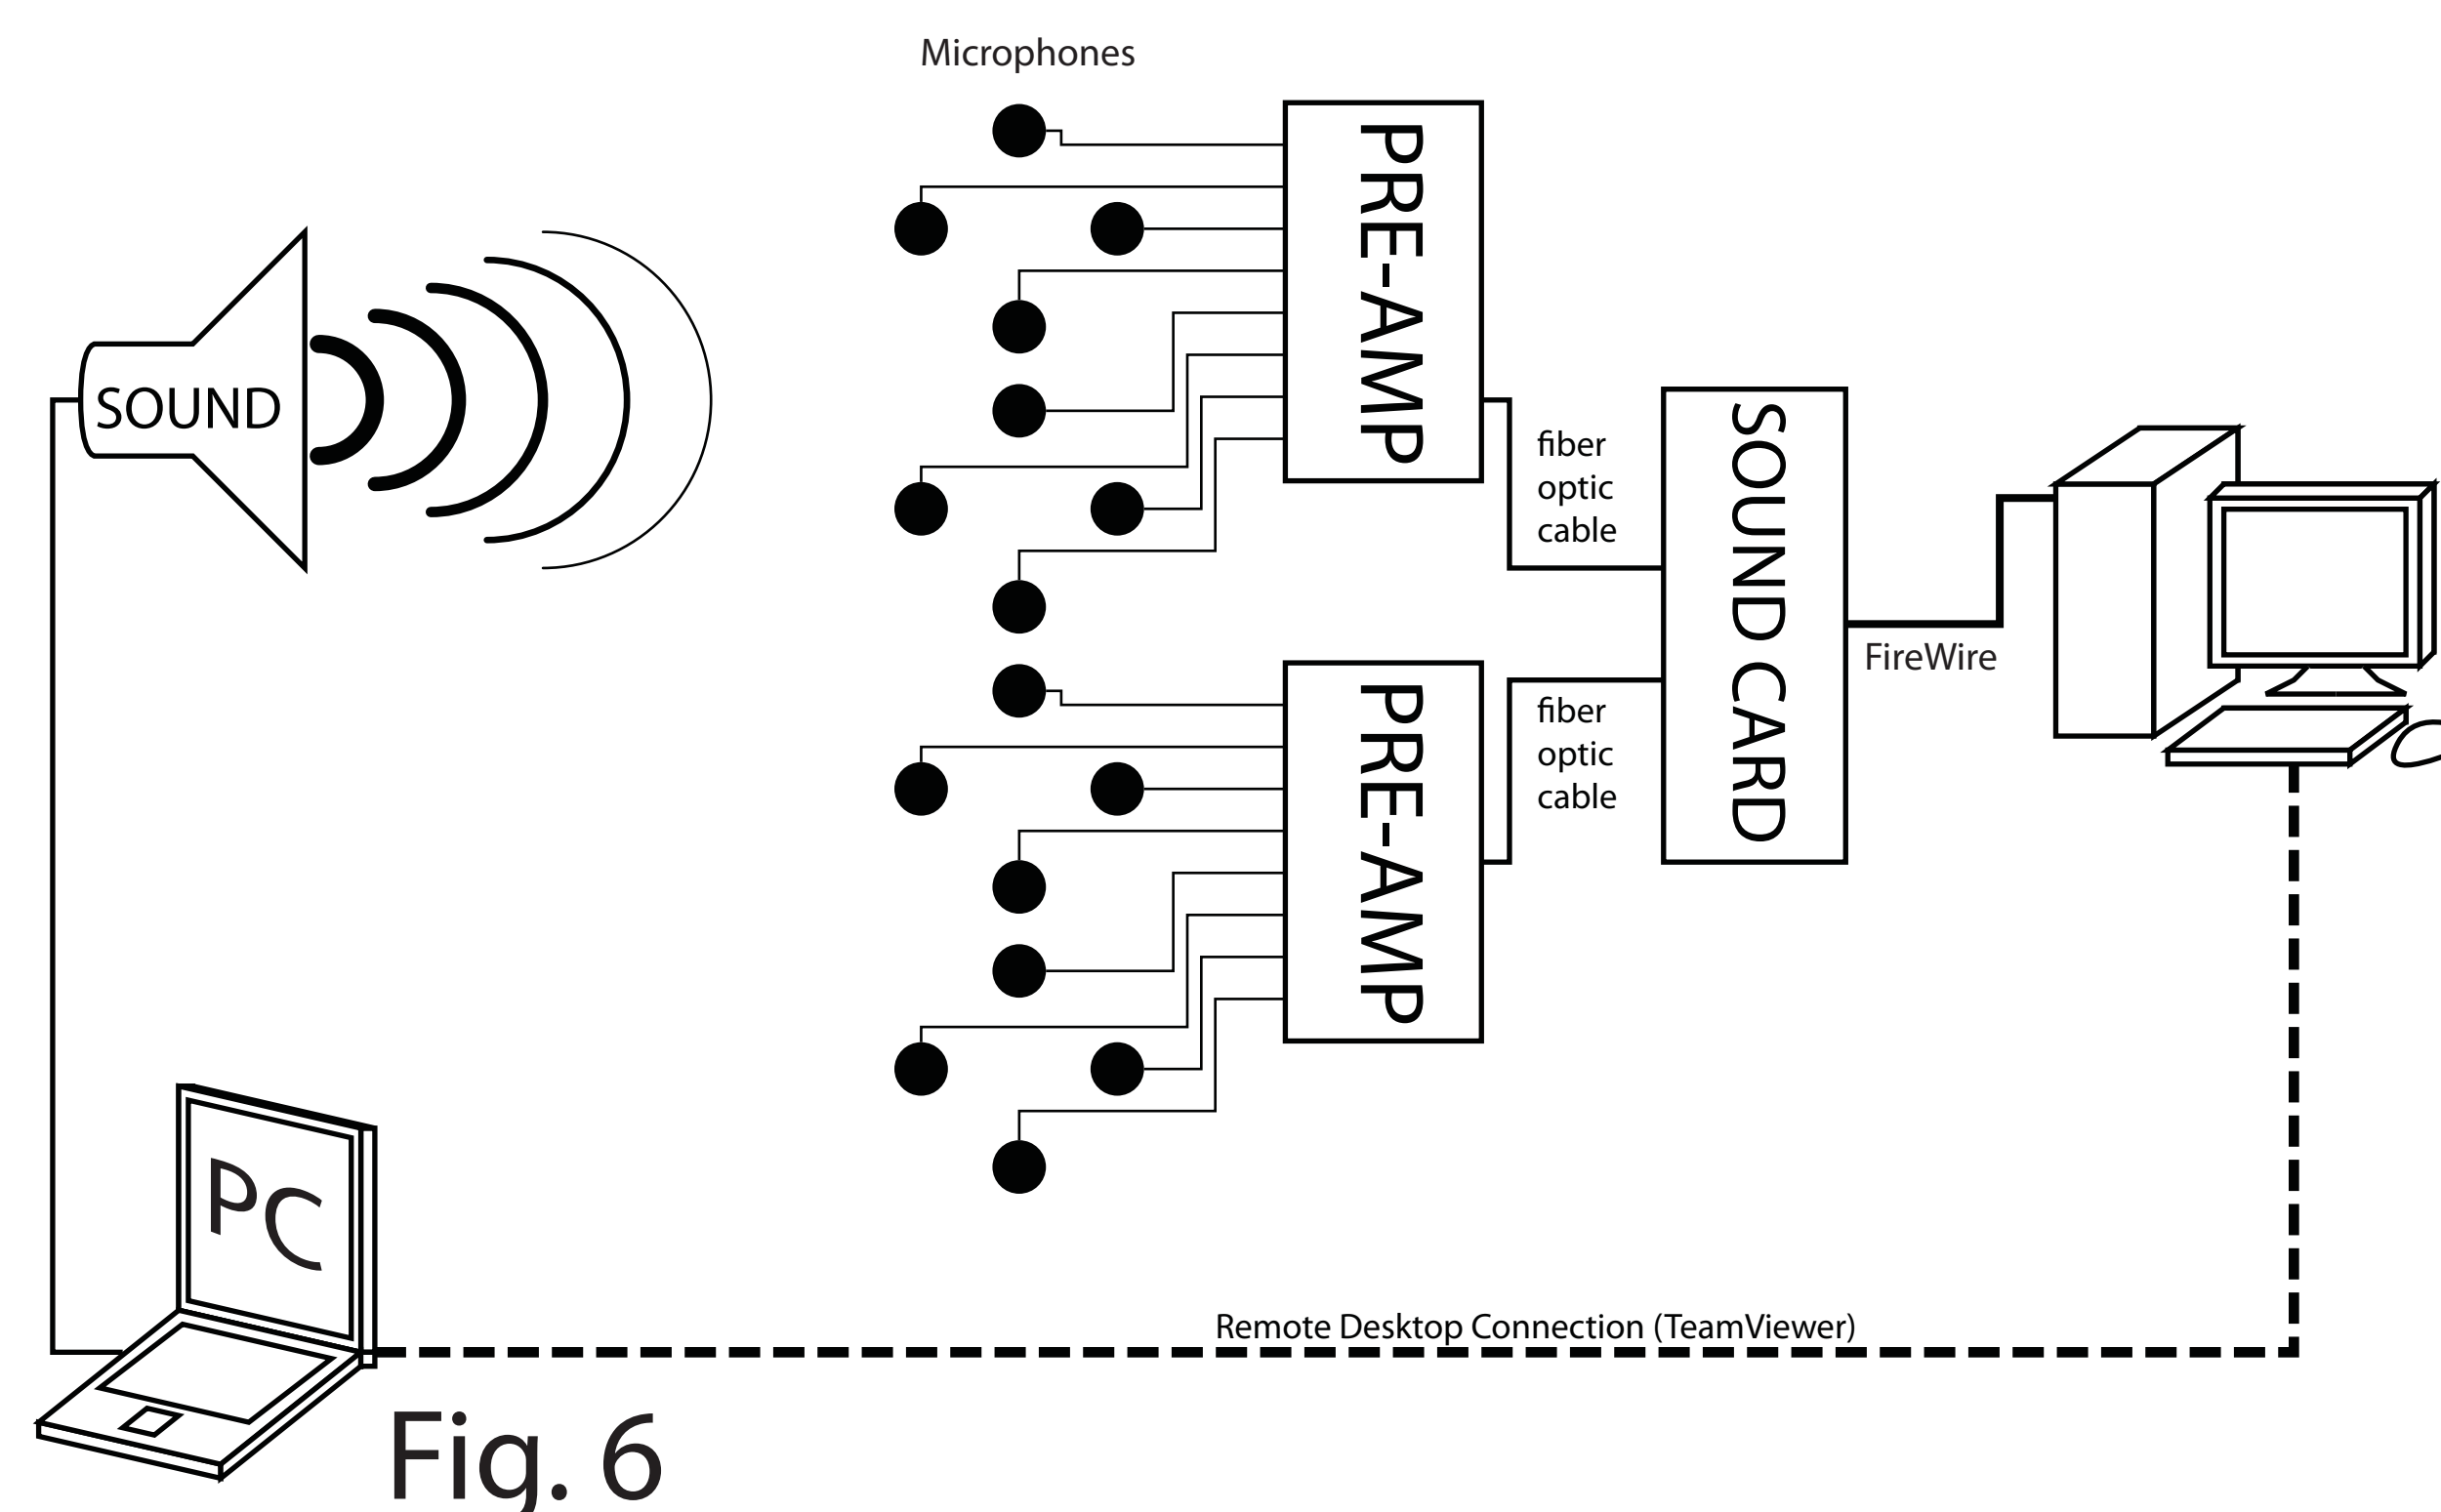 Microphones
PRE-AMP
SOUND
fiber
optic
cable
SOUND CARD
FireWire
PRE-AMP
fiber
optic
cable
PC
Remote Desktop Connection (TeamViewer)
Fig. 6